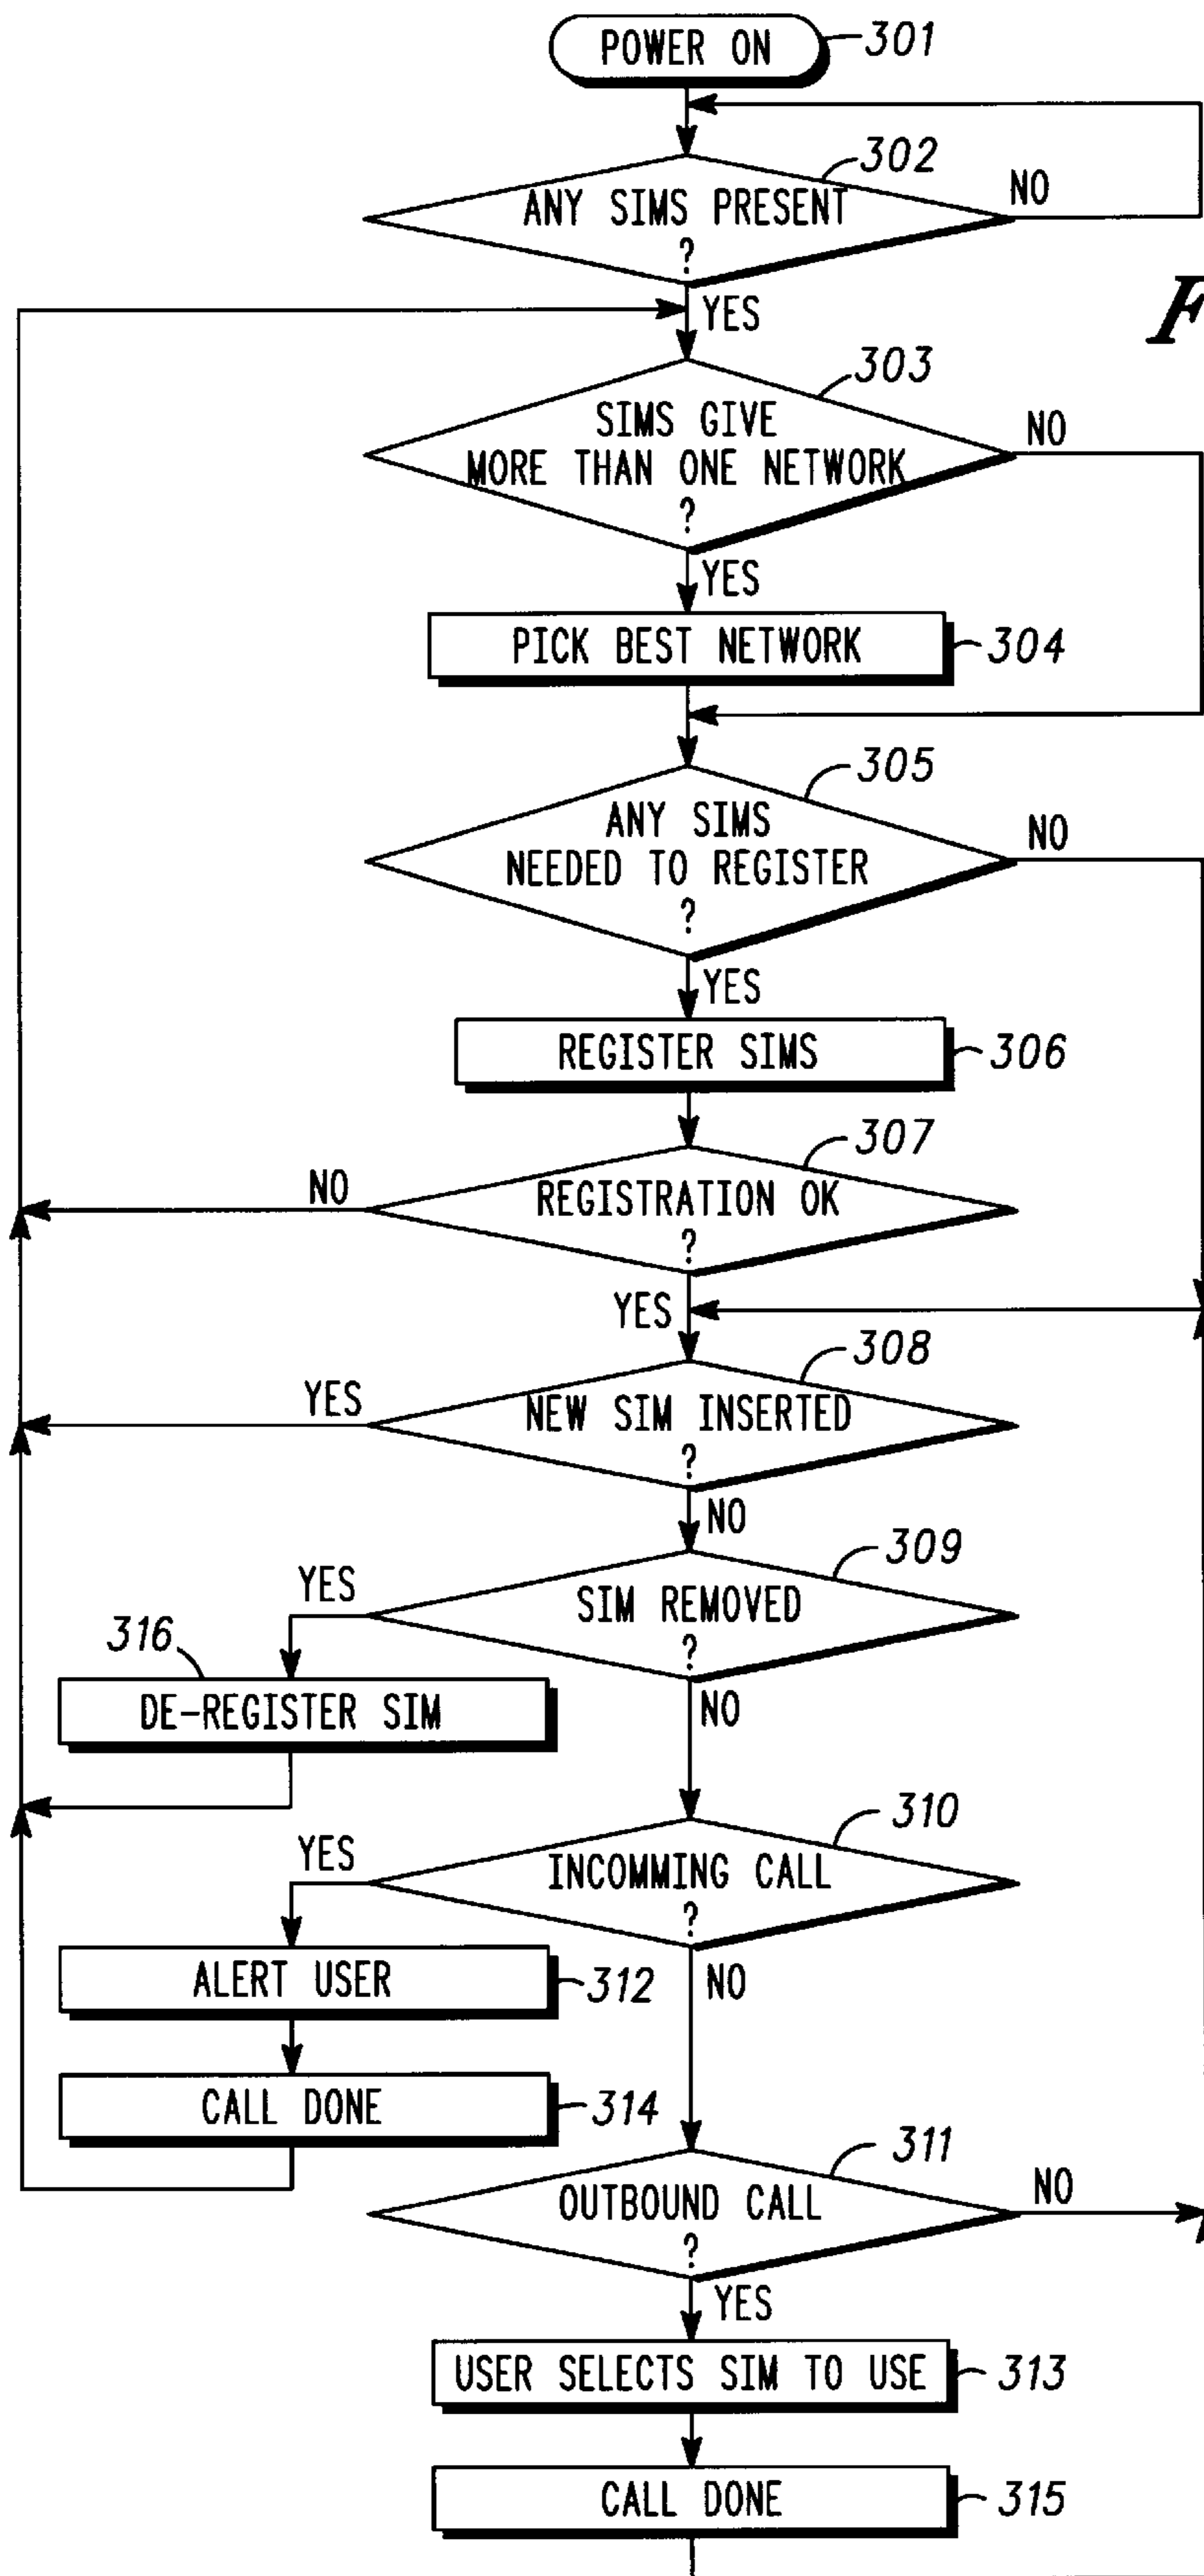 POWER ON
301
302
ANY SIMS PRESENT
?
NO
YES
F
303
SIMS GIVE
MORE THAN ONE NETWORK
?
NO
YES
PICK BEST NETWORK
304
305
ANY SIMS
NEEDED TO REGISTER
?
NO
YES
REGISTER SIMS
306
307
NO
REGISTRATION OK
?
YES
308
YES
NEW SIM INSERTED
?
NO
309
YES
SIM REMOVED
?
316
NO
DE-REGISTER SIM
310
YES
INCOMMING CALL
?
NO
ALERT USER
312
CALL DONE
314
311
OUTBOUND CALL
?
NO
YES
USER SELECTS SIM TO USE
313
CALL DONE
315